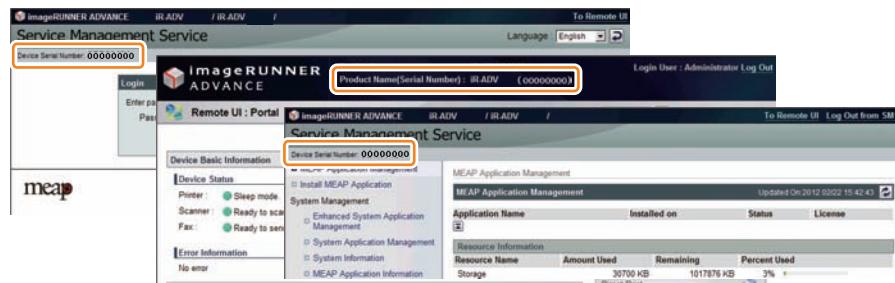 imageRUNNER ADVANCE iR-ADV / iR-ADV / To Remote UI
Service Management Service Language English
Device Serial Number: 00000000
Login
Enter pa
Pas
meap
imageRUNNER
ADVANCE
Product Name(Serial Number) : iR-ADV (00000000)
Login User : Administrator Log Out
Remote UI : Portal
Device Basic Information
Device Status
Printer : Sleep mode
Scanner : Ready to sca
Fax : Ready to sen
Error Information
No error
imageRUNNER ADVANCE iR-ADV / iR-ADV / To Remote UI Log Out from SM
Service Management Service
Device Serial Number: 00000000
MEAP Application Management
Install MEAP Application
System Management
Enhanced System Application
Management
System Application Management
System Information
MEAP Application Information
MEAP Application Management
MEAP Application Management Updated On:2012 02/22 15:42:43
Application Name Installed on Status License
Resource Information
Resource Name Amount Used Remaining Percent Used
Storage 30700 KB 1017876 KB 3%